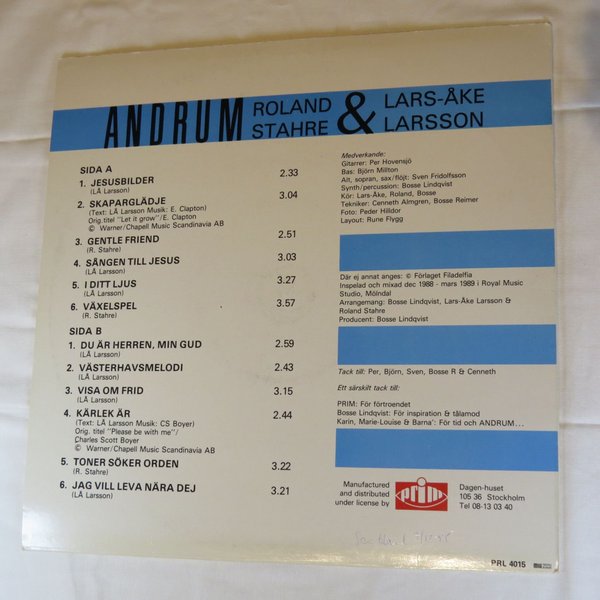 ANDRUM ROLAND STAHRE & LARS-ÅKE LARSSON
SIDA A
1. JESUSBILDER 2.33
(LÅ Larsson)
2. SKAPARGLÄDJE 3.04
(Text: LÅ Larsson Musik: E. Clapton)
Orig.titel "Let it grow"/E. Clapton
© Warner/Chapell Music Scandinavia AB
3. GENTLE FRIEND 2.51
(R. Stahre)
4. SÅNGEN TILL JESUS 3.03
(LÅ Larsson)
5. I DITT LJUS 3.27
(LÅ Larsson)
6. VÄXELSPEL 3.57
(R. Stahre)
SIDA B
1. DU ÄR HERREN, MIN GUD 2.59
(LÅ Larsson)
2. VÄSTERHAVSMELODI 2.43
(LÅ Larsson)
3. VISA OM FRID 3.15
(LÅ Larsson)
4. KÄRLEK ÄR 2.44
(Text: LÅ Larsson Musik: CS Boyer)
Orig. titel "Please be with me"/
Charles Scott Boyer
© Warner/Chapell Music Scandinavia AB
5. TONER SÖKER ORDEN 3.22
(R. Stahre)
6. JAG VILL LEVA NÄRA DEJ 3.21
(LÅ Larsson)
Medverkande:
Gitarrer: Per Hovensjö
Bas: Björn Millton
Alt, sopran, sax/flöjt: Sven Fridolfsson
Synth/percussion: Bosse Lindqvist
Kör: Lars-Åke, Roland, Bosse
Tekniker: Cenneth Almgren, Bosse Reimer
Foto: Peder Hilldor
Layout: Rune Flygg
Där ej annat anges: © Förlaget Filadelfia
Inspelad och mixad dec 1988 - mars 1989 i Royal Music
Studio, Mölndal
Arrangemang: Bosse Lindqvist, Lars-Åke Larsson &
Roland Stahre
Producent: Bosse Lindqvist
Tack till: Per, Björn, Sven, Bosse R & Cenneth
Ett särskilt tack till:
PRIM: För förtroendet
Bosse Lindqvist: För inspiration & tålamod
Karin, Marie-Louise & Barna': För tid och ANDRUM...
Manufactured
and distributed
under license by
prim
Dagen-huset
105 36 Stockholm
Tel 08-13 03 40
PRL 4015